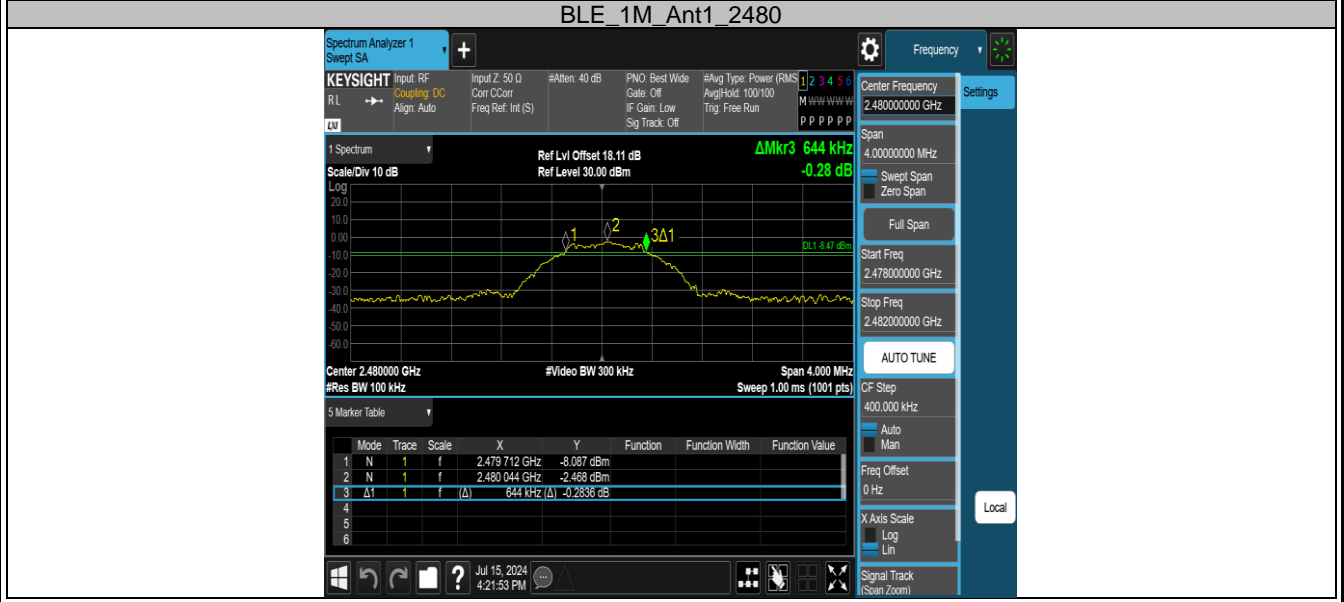 BLE_1M_Ant1_2480
Spectrum Analyzer 1
Swept SA
Frequency
KEYSIGHT
RL
LXI
Input: RF
Coupling: DC
Align: Auto
Input Z: 50 Ω
Corr CCorr
Freq Ref: Int (S)
#Atten: 40 dB
PNO: Best Wide
Gate: Off
IF Gain: Low
Sig Track: Off
#Avg Type: Power (RMS
Avg|Hold: 100/100
Trig: Free Run
1 2 3 4 5 6
M W W W W W
P P P P P P
1 Spectrum
Scale/Div 10 dB
Ref Lvl Offset 18.11 dB
Ref Level 30.00 dBm
ΔMkr3 644 kHz
-0.28 dB
Log
20.0
10.0
0.00
-10.0
-20.0
-30.0
-40.0
-50.0
-60.0
1
2
3Δ1
DL1 -8.47 dBm
Center 2.480000 GHz
#Video BW 300 kHz
Span 4.000 MHz
#Res BW 100 kHz
Sweep 1.00 ms (1001 pts)
5 Marker Table
Mode Trace Scale X Y Function Function Width Function Value
1 N 1 f 2.479 712 GHz -8.087 dBm
2 N 1 f 2.480 044 GHz -2.468 dBm
3 Δ1 1 f (Δ) 644 kHz (Δ) -0.2836 dB
4
5
6
Jul 15, 2024
4:21:53 PM
Center Frequency
2.480000000 GHz
Span
4.00000000 MHz
Swept Span
Zero Span
Full Span
Start Freq
2.478000000 GHz
Stop Freq
2.482000000 GHz
AUTO TUNE
CF Step
400.000 kHz
Auto
Man
Freq Offset
0 Hz
X Axis Scale
Log
Lin
Signal Track
(Span Zoom)
Settings
Local